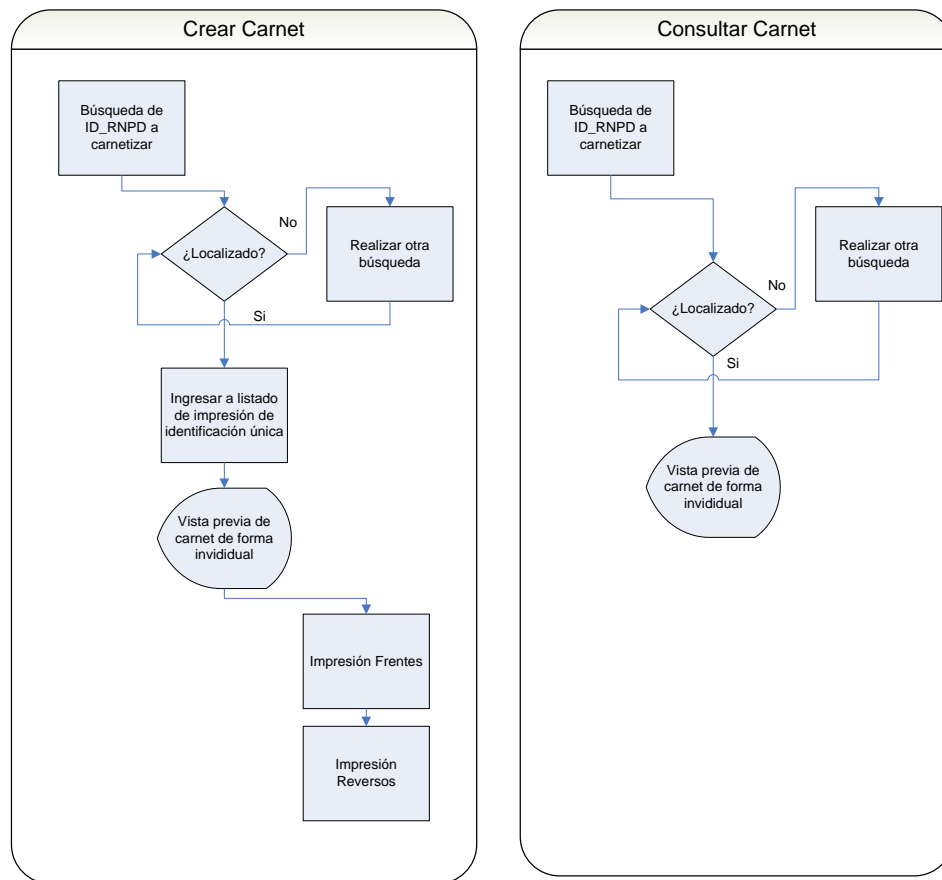 Crear Carnet
Búsqueda de
ID_RNPD a
carnetizar
¿Localizado?
No
Realizar otra
búsqueda
Si
Ingresar a listado
de impresión de
identificación única
Vista previa de
carnet de forma
invididual
Impresión Frentes
Impresión
Reversos
Consultar Carnet
Búsqueda de
ID_RNPD a
carnetizar
¿Localizado?
No
Realizar otra
búsqueda
Si
Vista previa de
carnet de forma
invididual